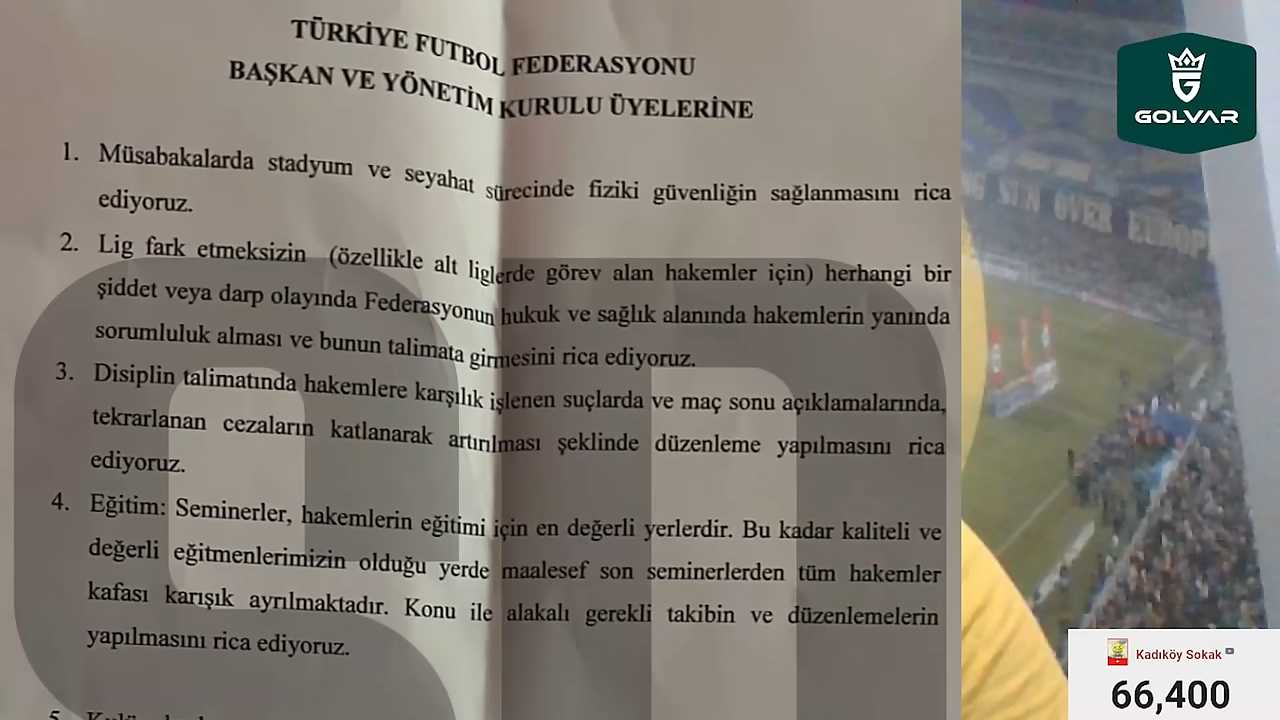 TÜRKİYE FUTBOL FEDERASYONU
BAŞKAN VE YÖNETİM KURULU ÜYELERİNE
1. Müsabakalarda stadyum ve seyahat sürecinde fiziki güvenliğin sağlanmasını rica
ediyoruz.
2. Lig fark etmeksizin (özellikle alt liglerde görev alan hakemler için) herhangi bir
şiddet veya darp olayında Federasyonun hukuk ve sağlık alanında hakemlerin yanında
sorumluluk alması ve bunun talimata girmesini rica ediyoruz.
3. Disiplin talimatında hakemlere karşılık işlenen suçlarda ve maç sonu açıklamalarında,
tekrarlanan cezaların katlanarak artırılması şeklinde düzenleme yapılmasını rica
ediyoruz.
4. Eğitim: Seminerler, hakemlerin eğitimi için en değerli yerlerdir. Bu kadar kaliteli ve
değerli eğitmenlerimizin olduğu yerde maalesef son seminerlerden tüm hakemler
kafası karışık ayrılmaktadır. Konu ile alakalı gerekli takibin ve düzenlemelerin
yapılmasını rica ediyoruz.
5.
GOLVAR
OVER
Kadıköy Sokak
66,400